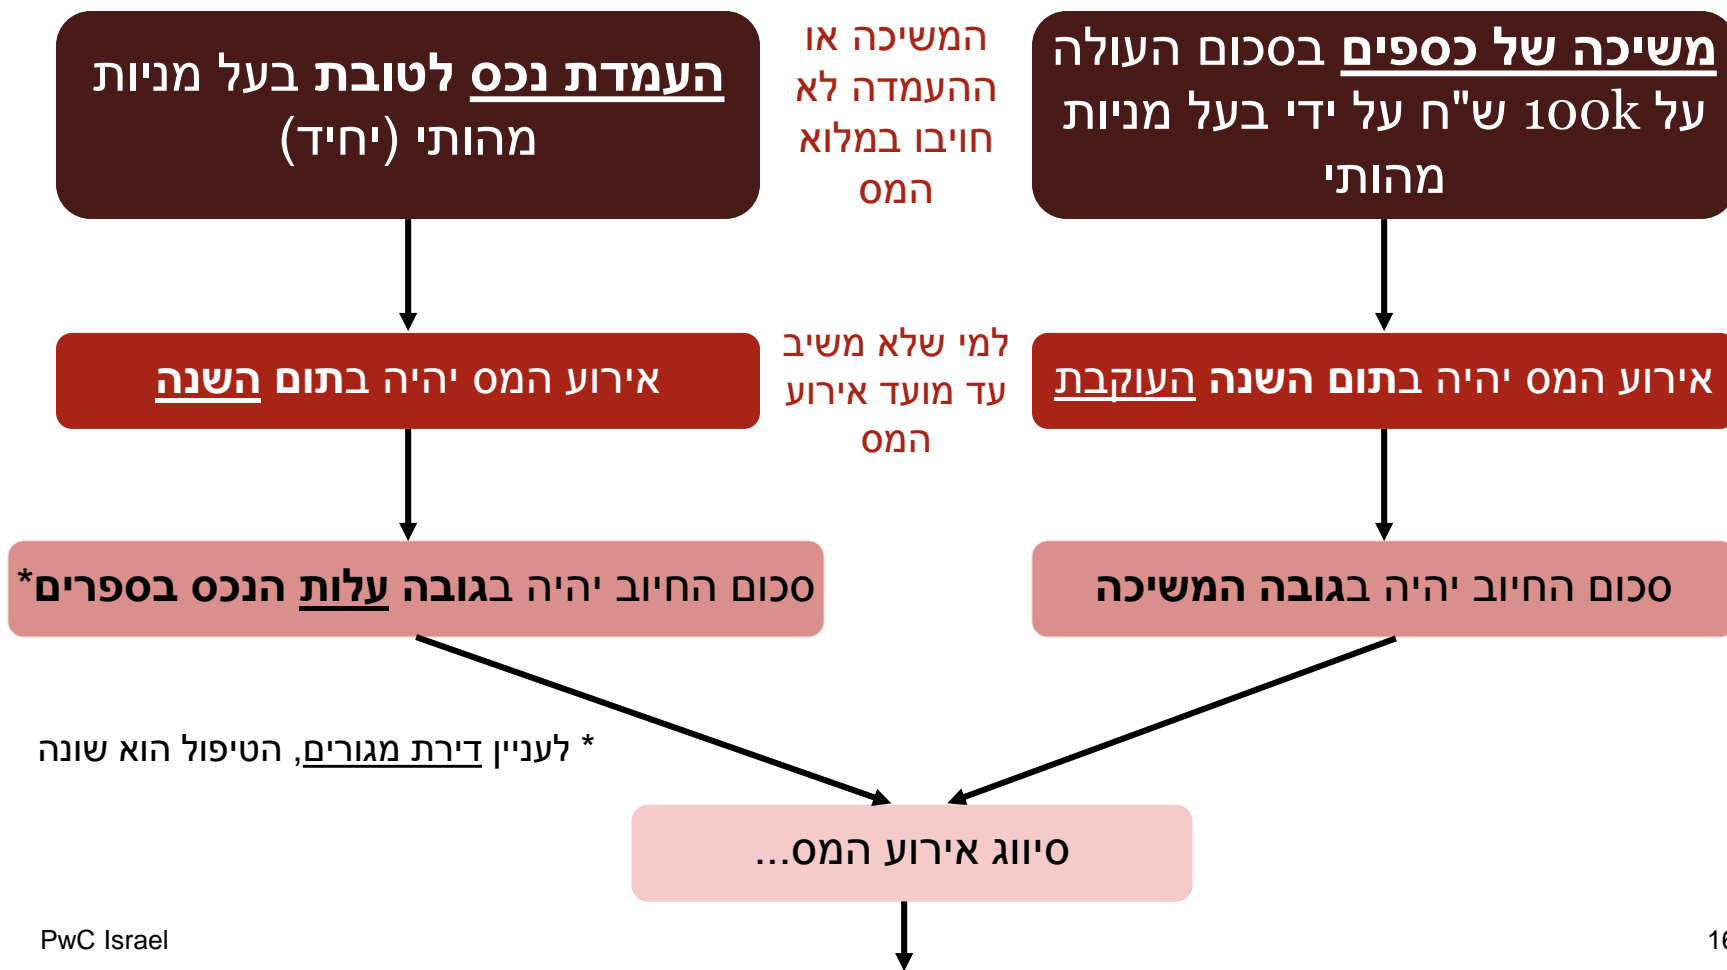 משיכה של כספים בסכום העולה
על 100k ש"ח על ידי בעל מניות
מהותי
המשיכה או
ההעמדה לא
חויבו במלוא
המס
העמדת נכס לטובת בעל מניות
מהותי (יחיד)
אירוע המס יהיה בתום השנה העוקבת
למי שלא משיב
עד מועד אירוע
המס
אירוע המס יהיה בתום השנה
סכום החיוב יהיה בגובה המשיכה
סכום החיוב יהיה בגובה עלות הנכס בספרים*
* לעניין דירת מגורים, הטיפול הוא שונה
סיווג אירוע המס...
PwC Israel
16